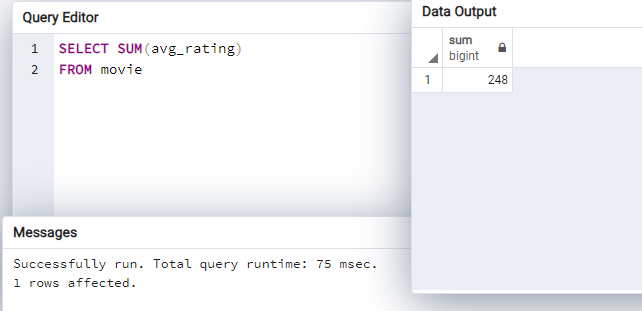 Query Editor
1 SELECT SUM(avg_rating)
2 FROM movie
Data Output
sum
bigint
1 248
Messages
Successfully run. Total query runtime: 75 msec.
1 rows affected.